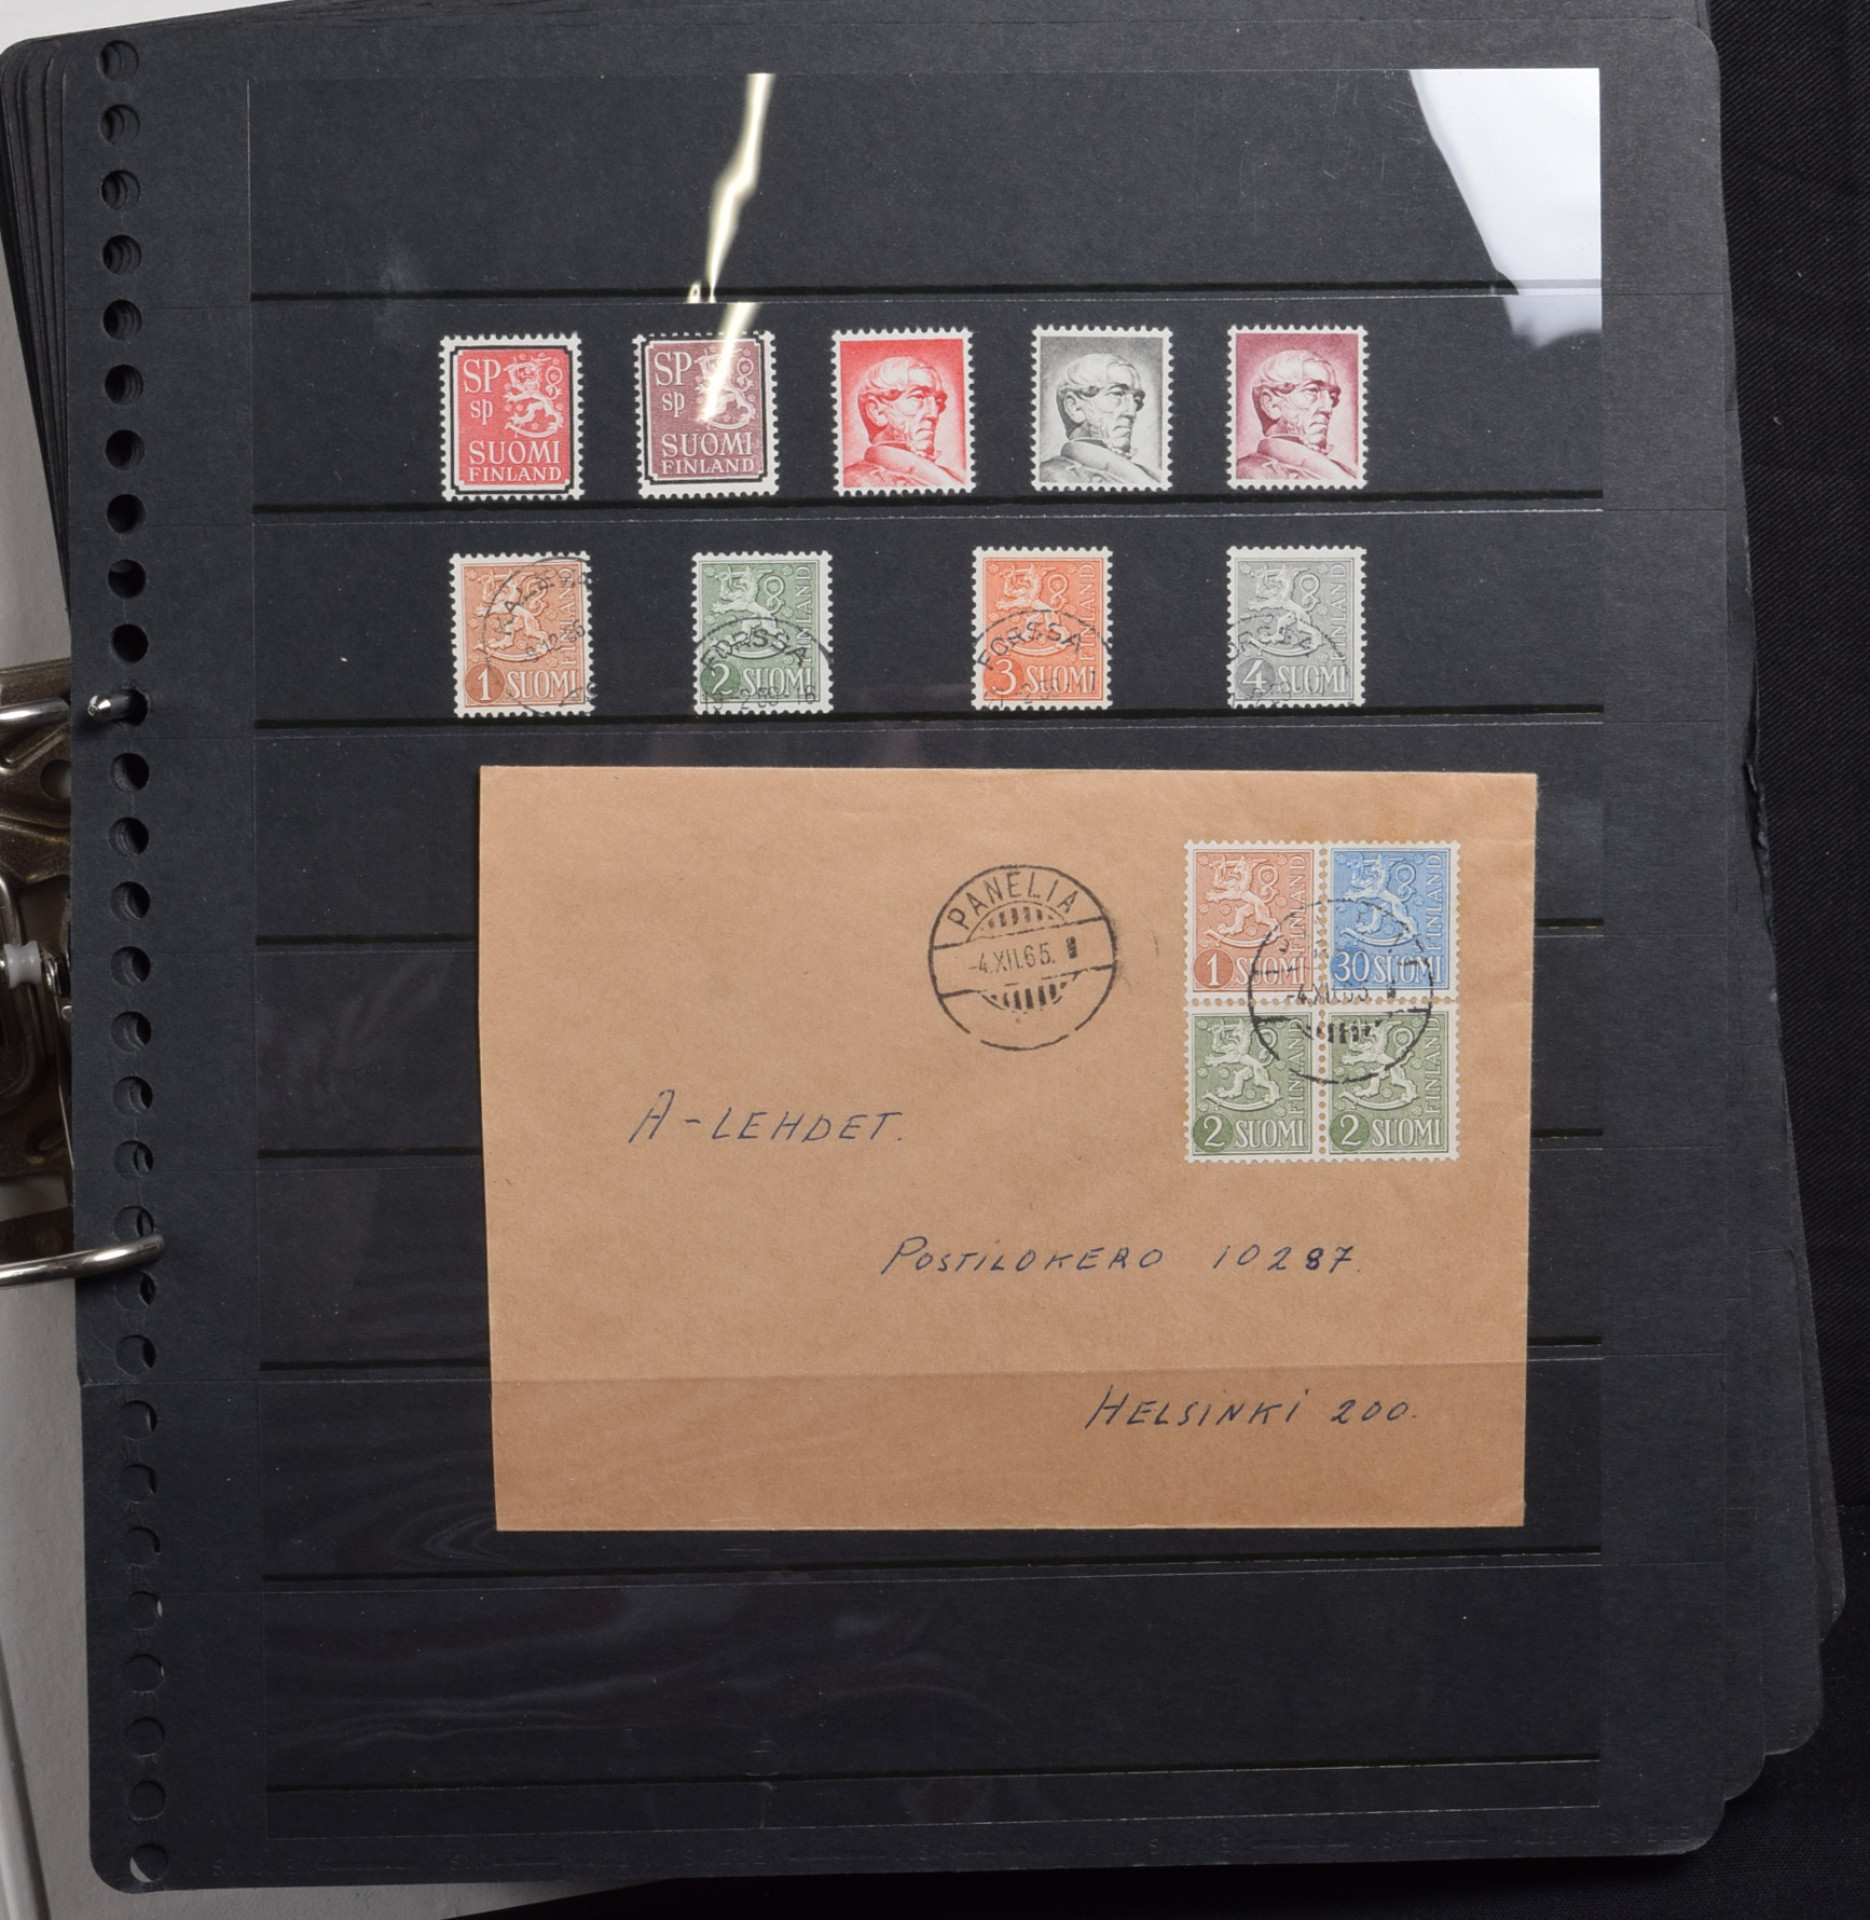 SP SP
sp sp
SUOMI SUOMI
FINLAND FINLAND
FINLAND
1 SUOMI
FINLAND
FORSSA
2 SUOMI
FINLAND
FORSSA
3 SUOMI
FINLAND
4 SUOMI
PANELIA
-4.XII.65.
FINLAND
1 SUOMI
FINLAND
30 SUOMI
FINLAND
2 SUOMI
FINLAND
2 SUOMI
A-LEHDET.
POSTILOKERO 10287.
HELSINKI 200.